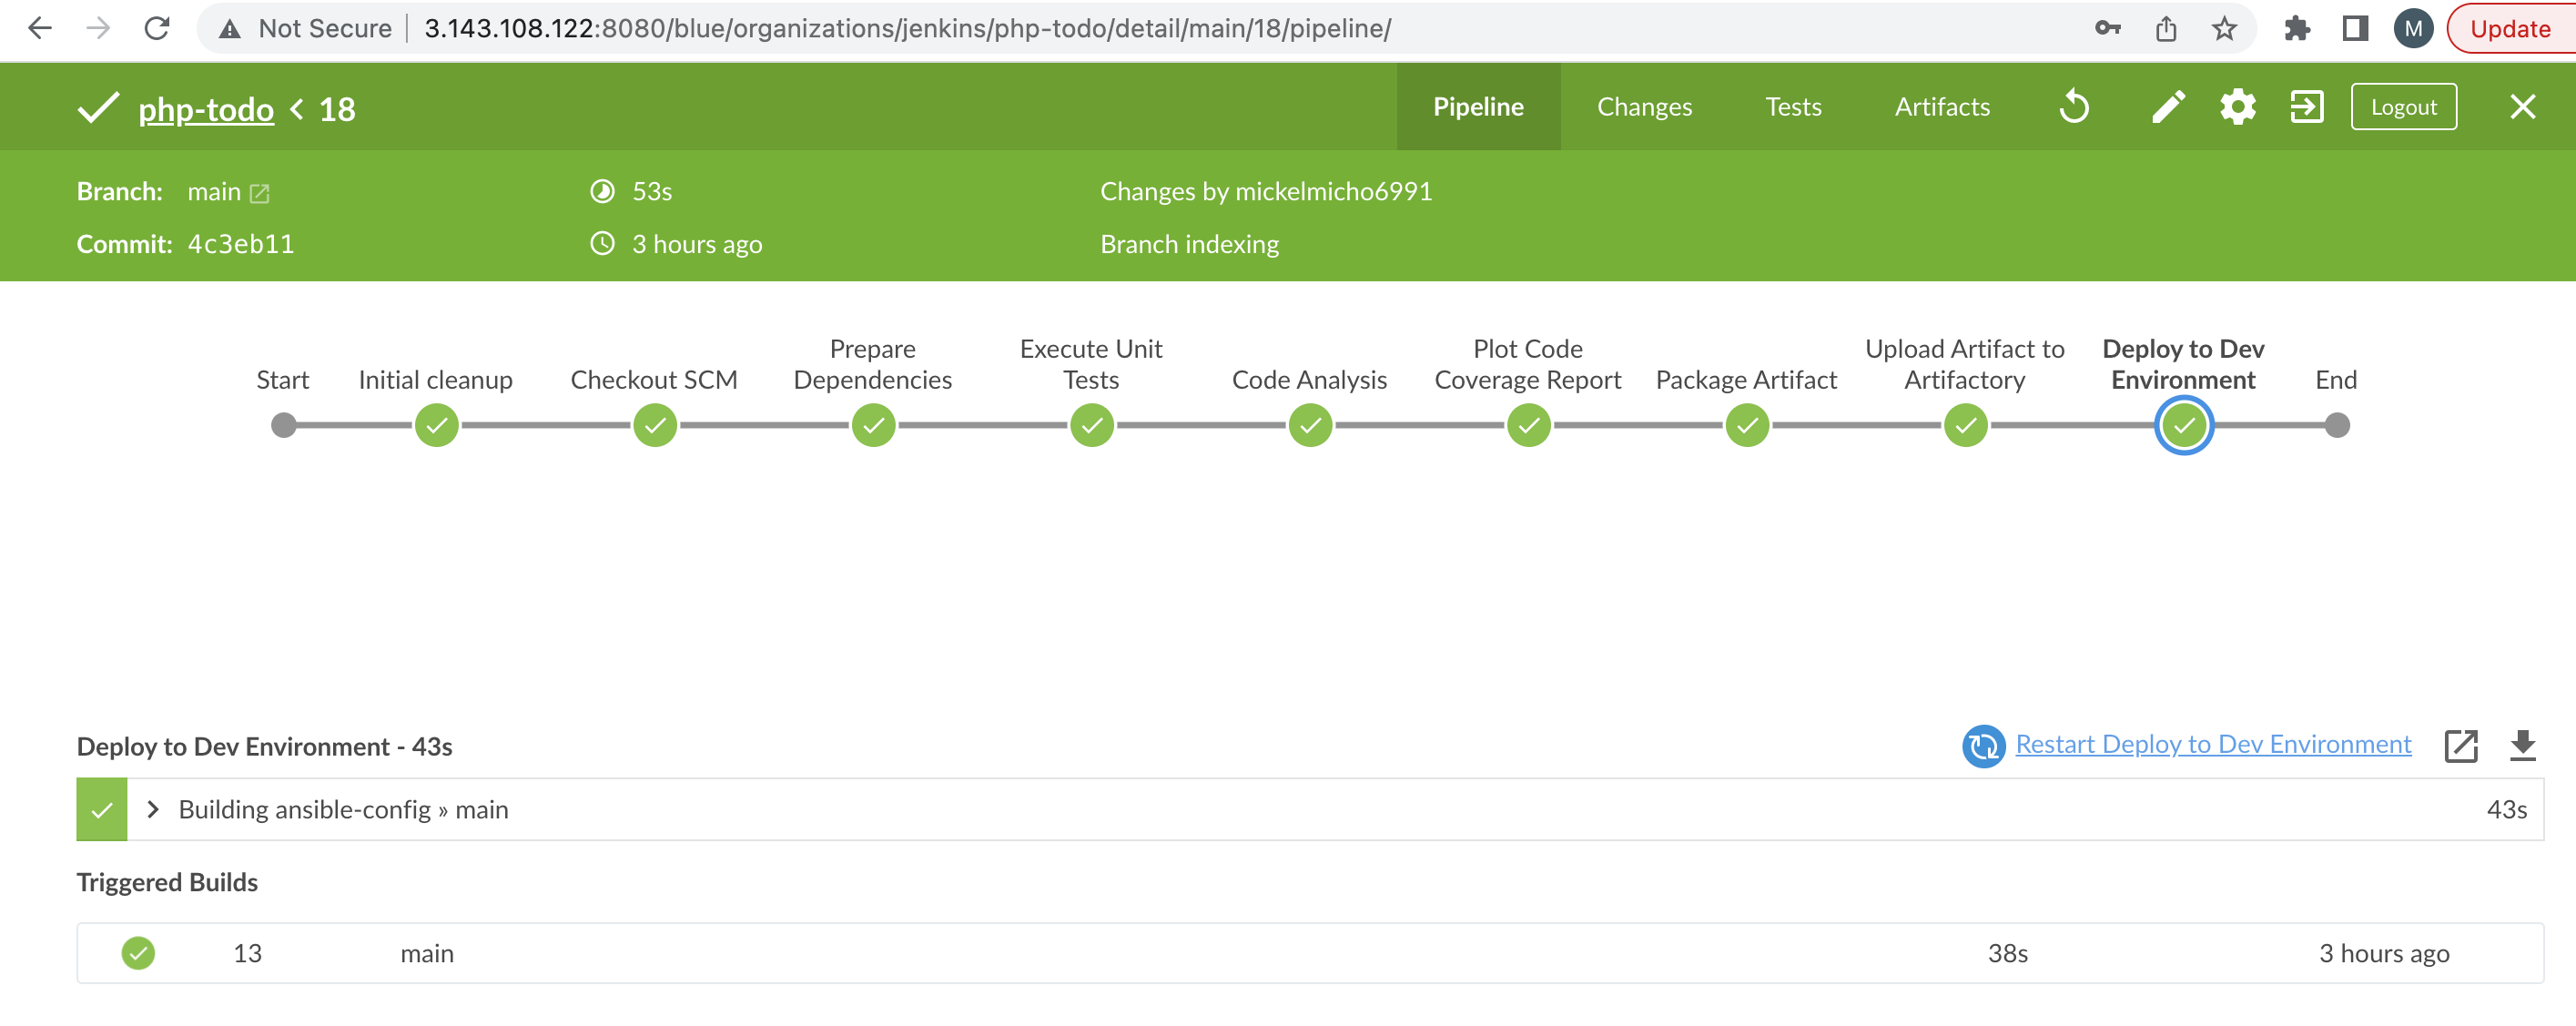 Not Secure 3.143.108.122:8080/blue/organizations/jenkins/php-todo/detail/main/18/pipeline/
M
Update
php-todo < 18
Pipeline
Changes
Tests
Artifacts
Logout
Branch: main
53s
Changes by mickelmicho6991
Commit: 4c3eb11
3 hours ago
Branch indexing
Start
Initial cleanup
Checkout SCM
Prepare
Dependencies
Execute Unit
Tests
Code Analysis
Plot Code
Coverage Report
Package Artifact
Upload Artifact to
Artifactory
Deploy to Dev
Environment
End
Deploy to Dev Environment - 43s
Restart Deploy to Dev Environment
Building ansible-config » main
43s
Triggered Builds
13 main 38s 3 hours ago